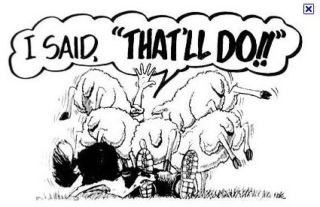 I SAID, "THAT'LL DO!!"